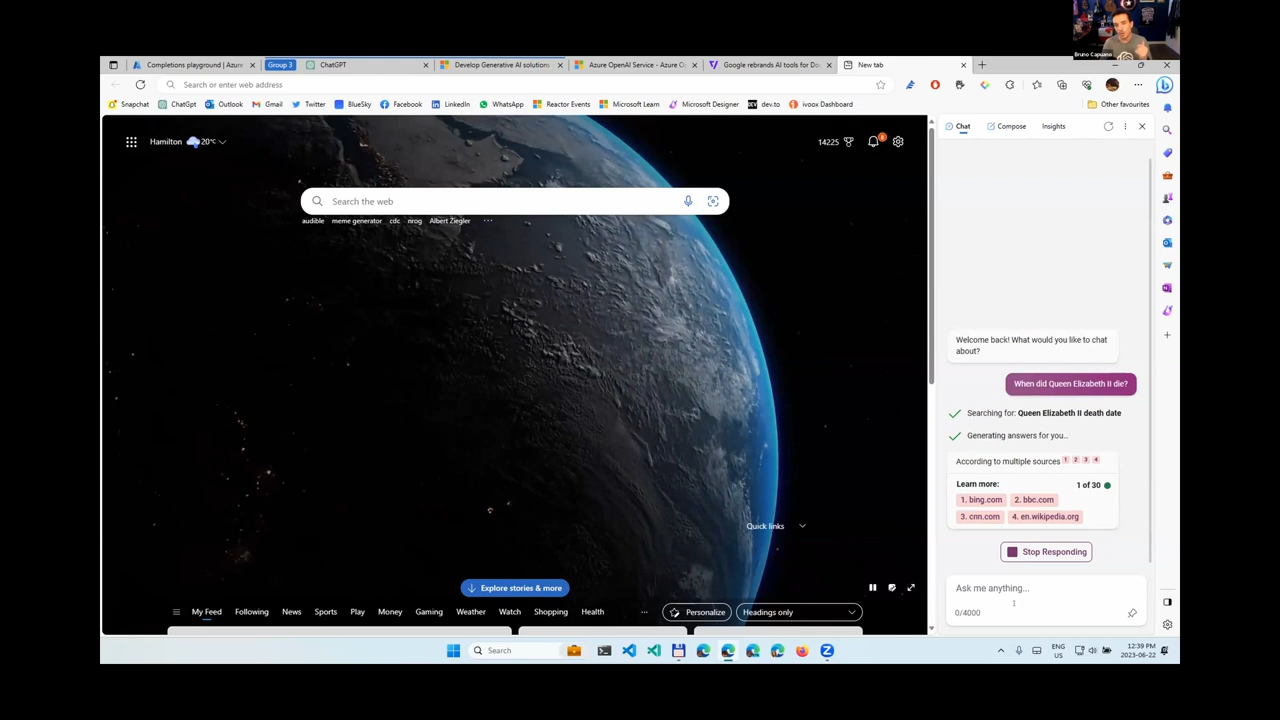 Bruno Capuano
Completions playground | Azur
Group 3
ChatGPT
Develop Generative AI solutions
Azure OpenAI Service - Azure O
Google rebrands AI tools for Do
New tab
Search or enter web address
Snapchat
ChatGpt
Outlook
Gmail
Twitter
BlueSky
Facebook
LinkedIn
WhatsApp
Reactor Events
Microsoft Learn
Microsoft Designer
dev.to
ivoox Dashboard
Other favourites
Hamilton
20°C
14225
8
Search the web
audible
meme generator
cdc
nirog
Albert Ziegler
Chat
Compose
Insights
Welcome back! What would you like to chat
about?
When did Queen Elizabeth II die?
Searching for: Queen Elizabeth II death date
Generating answers for you...
According to multiple sources 1 2 3 4
Learn more:
1 of 30
1. bing.com
2. bbc.com
3. cnn.com
4. en.wikipedia.org
Stop Responding
Ask me anything...
0/4000
Quick links
Explore stories & more
My Feed
Following
News
Sports
Play
Money
Gaming
Weather
Watch
Shopping
Health
Personalize
Headings only
Search
ENG
US
12:39 PM
2023-06-22